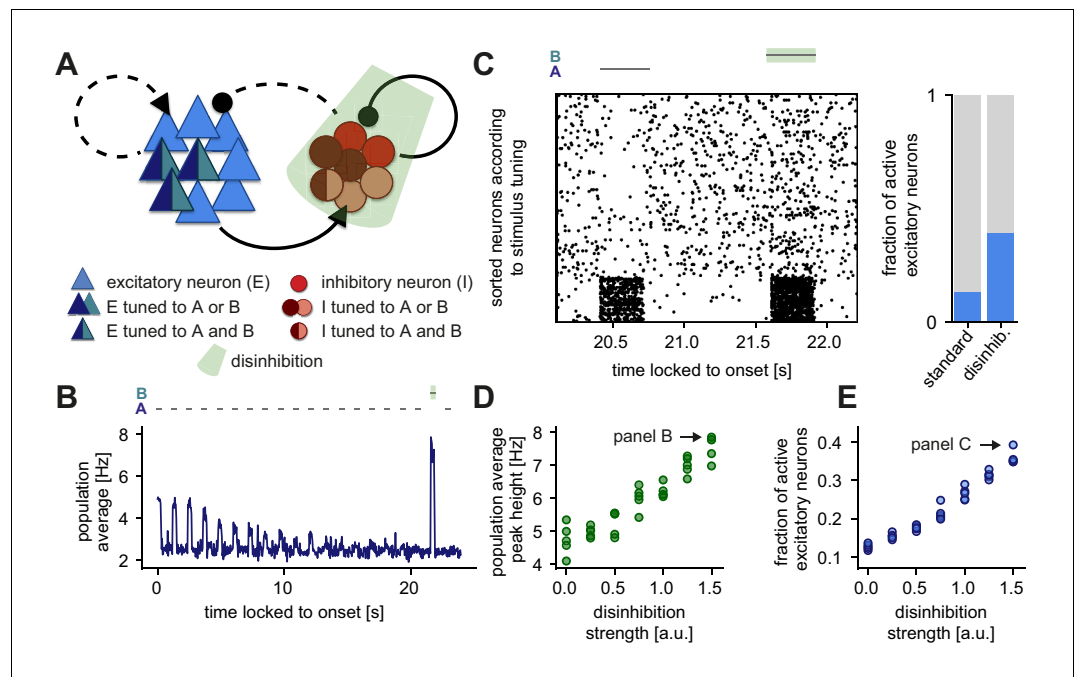 A
excitatory neuron (E)
inhibitory neuron (I)
E tuned to A or B
I tuned to A or B
E tuned to A and B
I tuned to A and B
disinhibition
B
B
A
population
average [Hz]
8
4
2
0
10
20
time locked to onset [s]
C
B
A
sorted neurons according
to stimulus tuning
20.5
21.0
21.5
22.0
time locked to onset [s]
fraction of active
excitatory neurons
1
0
standard
disinhib.
D
population average
peak height [Hz]
8
7
6
5
4
panel B
0.0
0.5
1.0
1.5
disinhibition
strength [a.u.]
E
fraction of active
excitatory neurons
0.4
0.3
0.2
0.1
panel C
0.0
0.5
1.0
1.5
disinhibition
strength [a.u.]